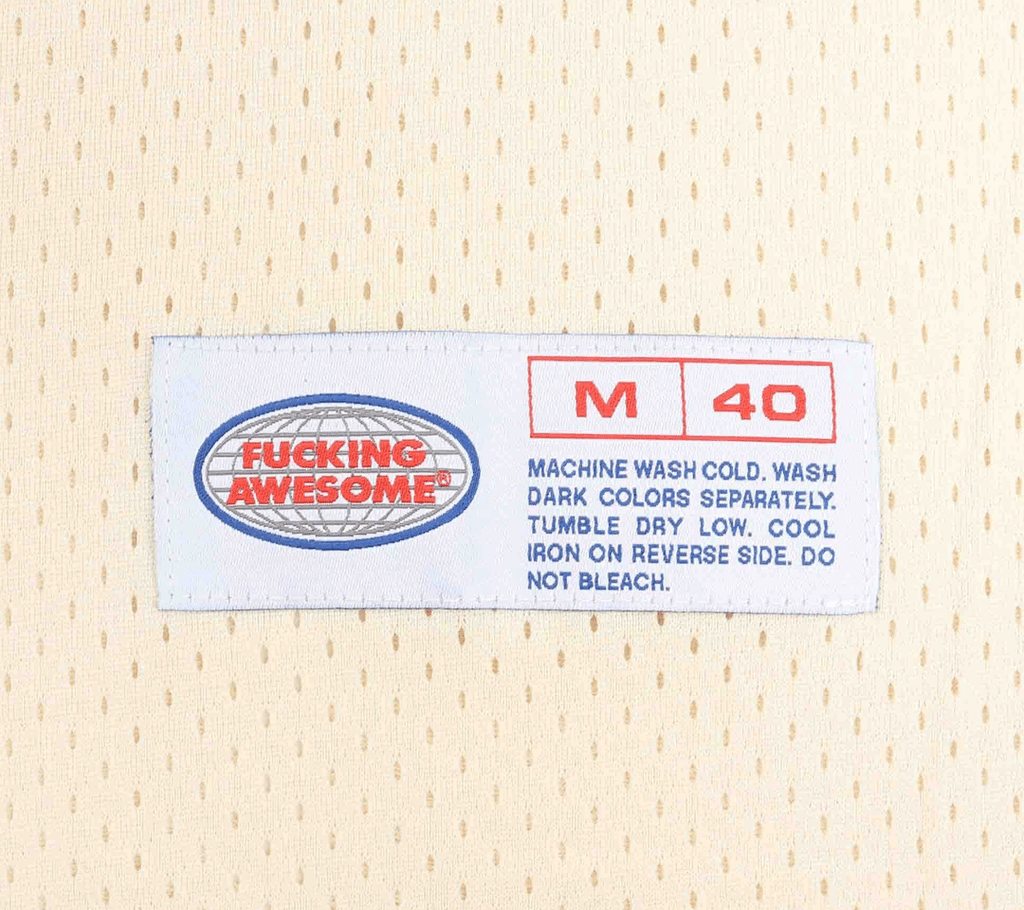 FUCKING
AWESOME®
M 40
MACHINE WASH COLD. WASH
DARK COLORS SEPARATELY.
TUMBLE DRY LOW. COOL
IRON ON REVERSE SIDE. DO
NOT BLEACH.